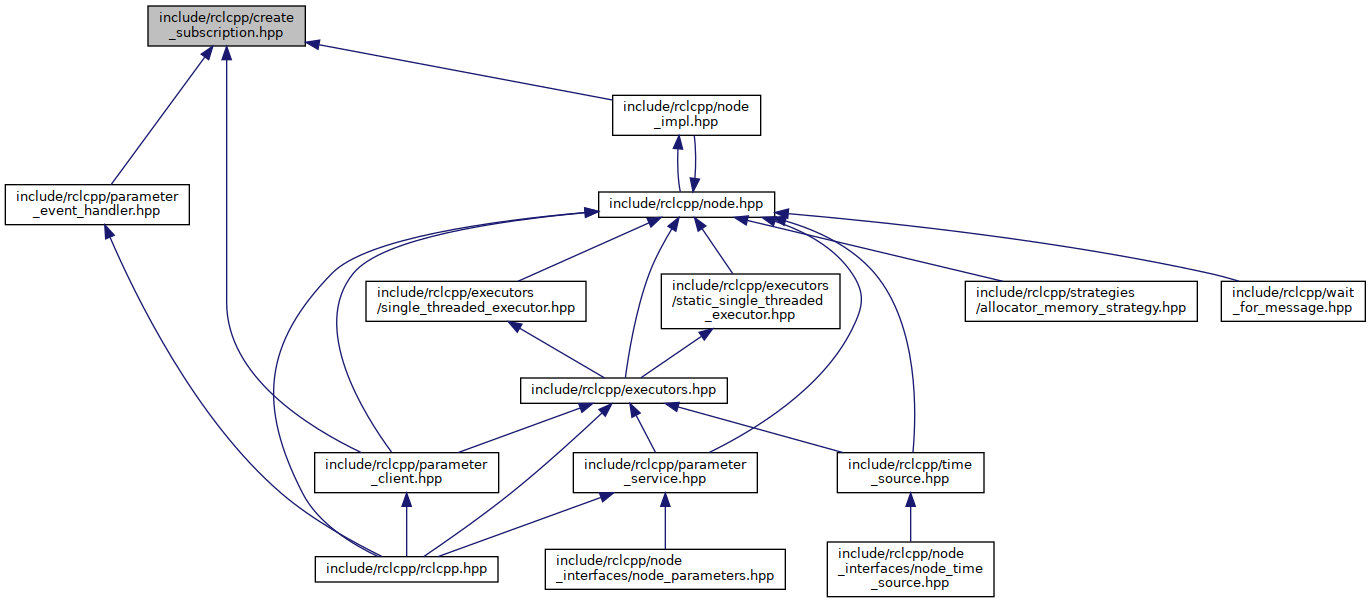 include/rclcpp/create
_subscription.hpp
include/rclcpp/node
_impl.hpp
include/rclcpp/parameter
_event_handler.hpp
include/rclcpp/node.hpp
include/rclcpp/executors
/single_threaded_executor.hpp
include/rclcpp/executors
/static_single_threaded
_executor.hpp
include/rclcpp/strategies
/allocator_memory_strategy.hpp
include/rclcpp/wait
_for_message.hpp
include/rclcpp/executors.hpp
include/rclcpp/parameter
_client.hpp
include/rclcpp/parameter
_service.hpp
include/rclcpp/time
_source.hpp
include/rclcpp/rclcpp.hpp
include/rclcpp/node
_interfaces/node_parameters.hpp
include/rclcpp/node
_interfaces/node_time
_source.hpp